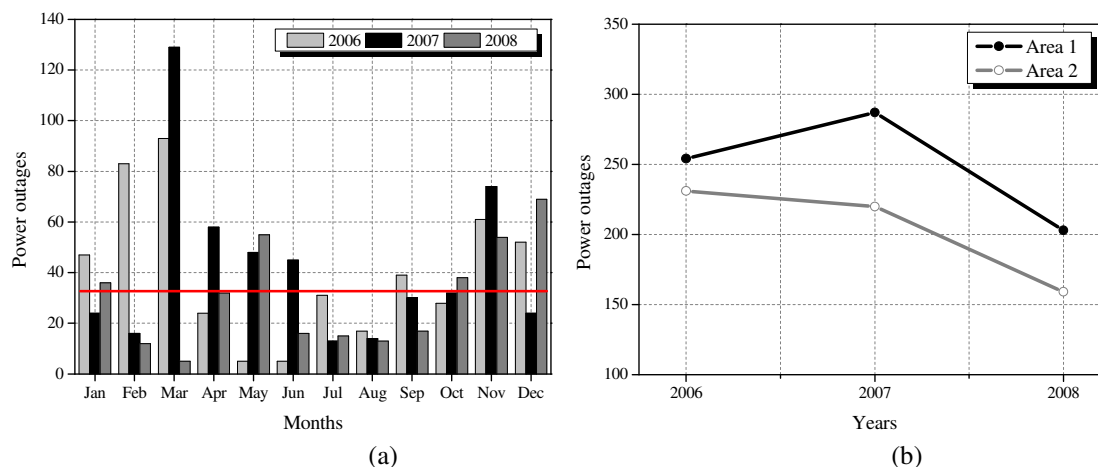 140
120
100
80
60
40
20
0
Power outages
2006 2007 2008
Jan Feb Mar Apr May Jun Jul Aug Sep Oct Nov Dec
Months
(a)
350
300
250
200
150
100
Power outages
Area 1
Area 2
2006 2007 2008
Years
(b)